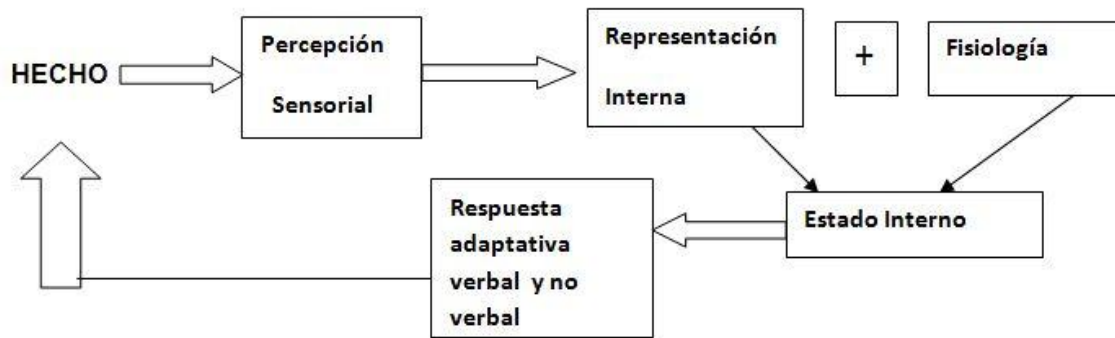 HECHO
Percepción
Sensorial
Representación
Interna
+
Fisiología
Estado Interno
Respuesta
adaptativa
verbal y no
verbal